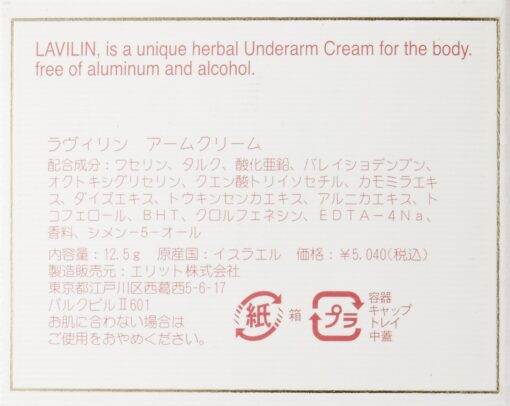 LAVILIN, is a unique herbal Underarm Cream for the body.
free of aluminum and alcohol.
ラヴィリン　アームクリーム
配合成分：ワセリン、タルク、酸化亜鉛、バレイショデンプン、
オクトキシグリセリン、クエン酸トリイソセチル、カモミラエキ
ス、ダイズエキス、トウキンセンカエキス、アルニカエキス、ト
コフェロール、ＢＨＴ、クロルフェネシン、ＥＤＴＡ－４Ｎａ、
香料、シメン－５－オール
内容量：12.5g　原産国：イスラエル　価格：￥5,040(税込)
製造販売元：エリット株式会社
東京都江戸川区西葛西5-6-17
パルクビルⅡ601
お肌に合わない場合は
ご使用をおやめください。
紙 箱
プラ
容器
キャップ
トレイ
中蓋